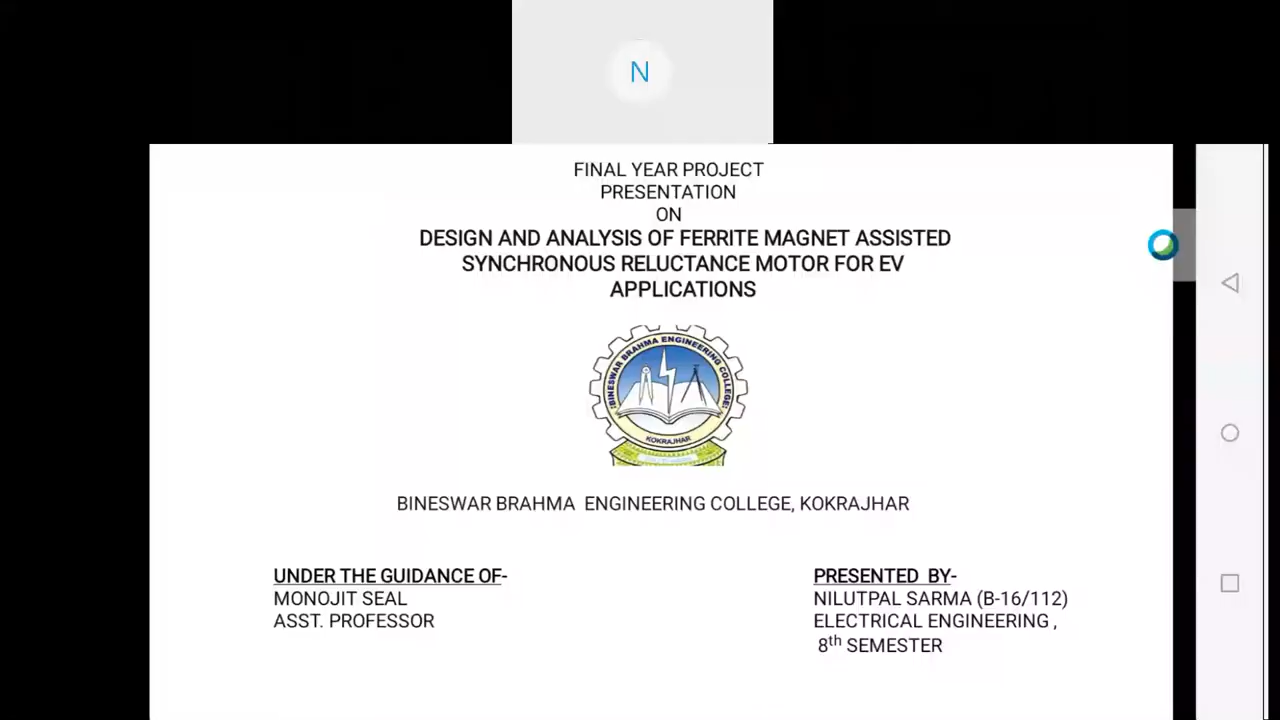 N
FINAL YEAR PROJECT
PRESENTATION
ON
DESIGN AND ANALYSIS OF FERRITE MAGNET ASSISTED
SYNCHRONOUS RELUCTANCE MOTOR FOR EV
APPLICATIONS
BINESWAR BRAHMA ENGINEERING COLLEGE
KOKRAJHAR
BINESWAR BRAHMA  ENGINEERING COLLEGE, KOKRAJHAR
UNDER THE GUIDANCE OF-
MONOJIT SEAL
ASST. PROFESSOR
PRESENTED  BY-
NILUTPAL SARMA (B-16/112)
ELECTRICAL ENGINEERING ,
8th SEMESTER